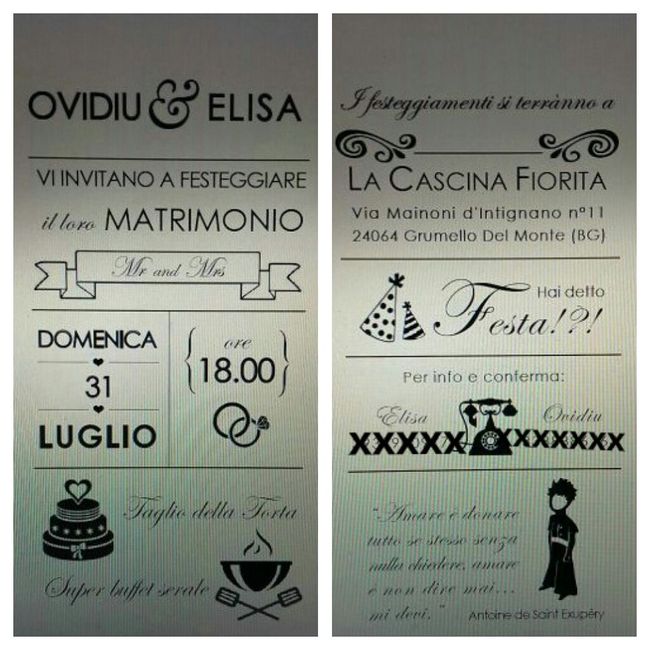 OVIDIU & ELISA
VI INVITANO A FESTEGGIARE
il loro MATRIMONIO
Mr and Mrs
DOMENICA
31
LUGLIO
ore
18.00
Taglio della Torta
Super buffet serale
I festeggiamenti si terrànno a
LA CASCINA FIORITA
Via Mainoni d'Intignano n°11
24064 Grumello Del Monte (BG)
Hai detto
Festa!?!
Per info e conferma:
Elisa Ovidiu
XXXXX XXXXXXX
"Amare è donare
tutto se stesso senza
nulla chiedere, amare
è non dire mai...
mi devi."
Antoine de Saint Exupéry